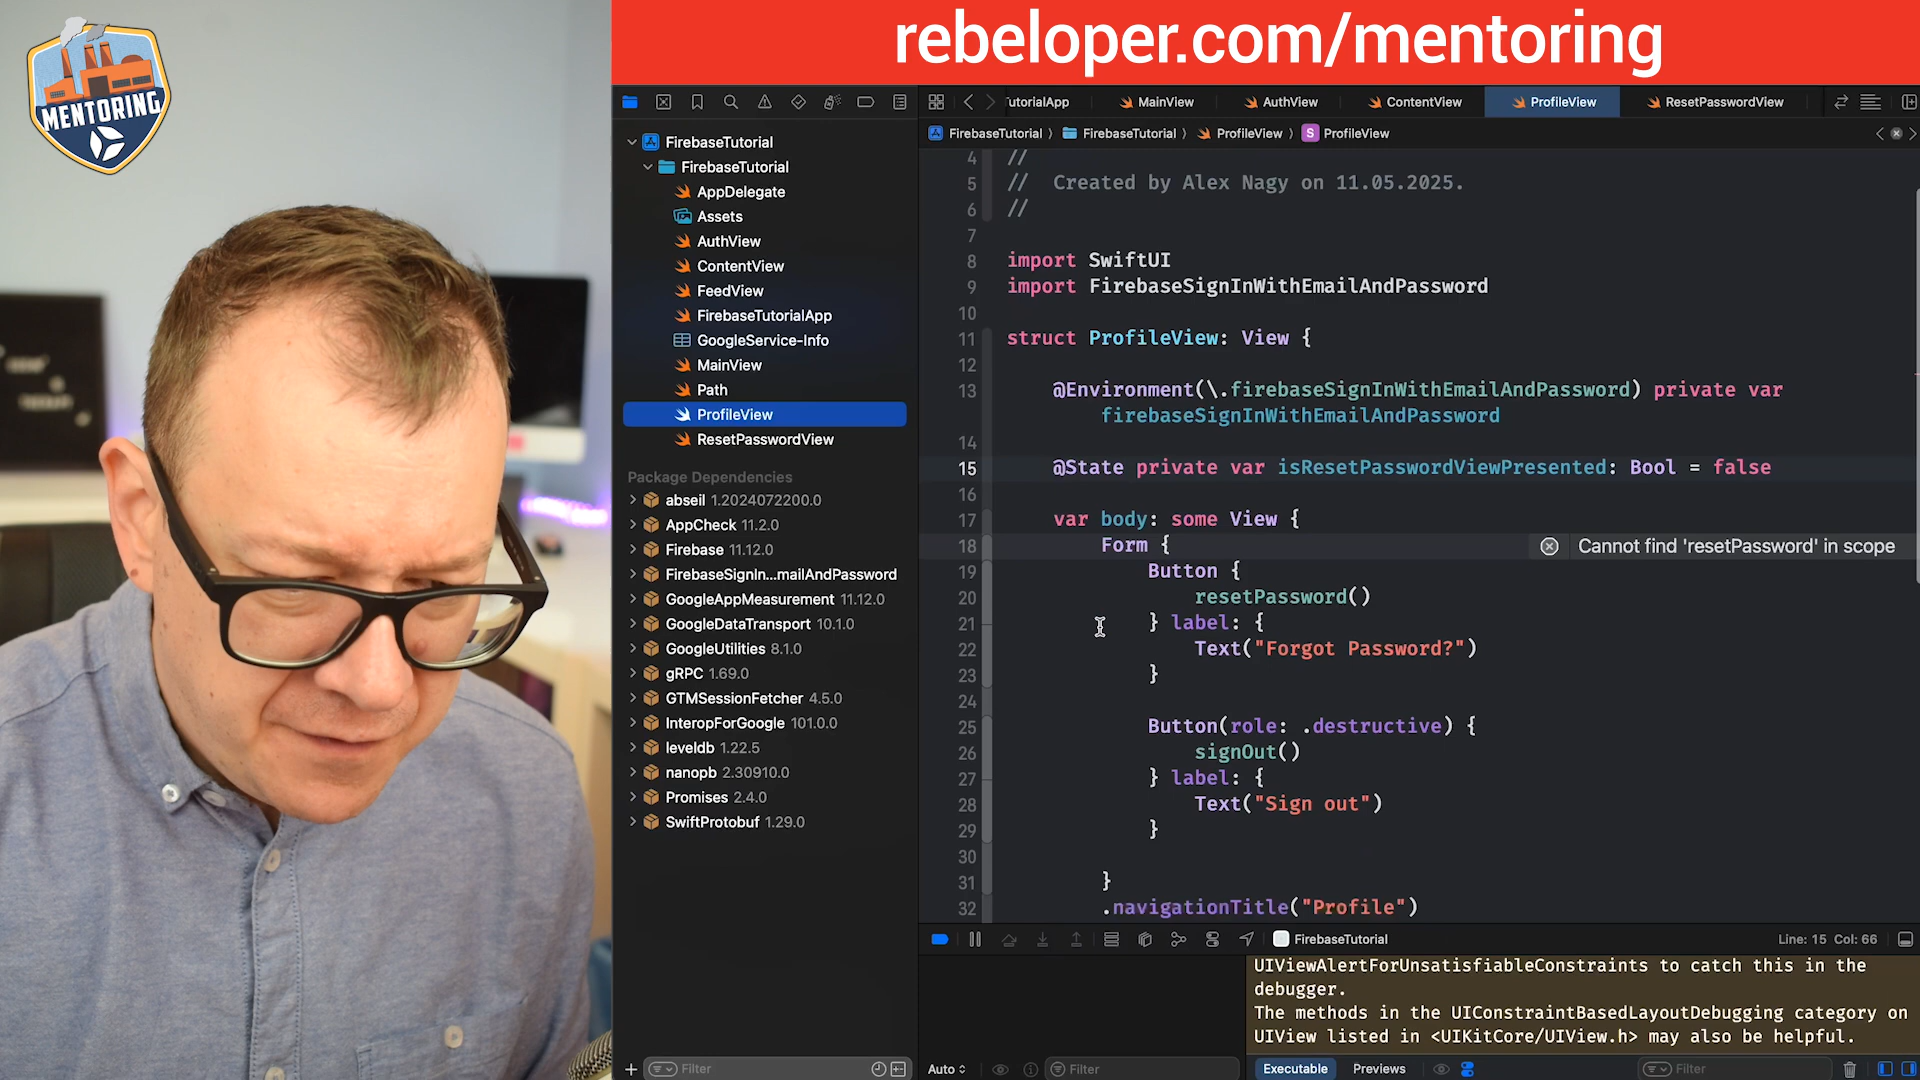 MENTORING
rebeloper.com/mentoring
utorialApp
MainView
AuthView
ContentView
ProfileView
ResetPasswordView
FirebaseTutorial
FirebaseTutorial
ProfileView
ProfileView
FirebaseTutorial
FirebaseTutorial
AppDelegate
Assets
AuthView
ContentView
FeedView
FirebaseTutorialApp
GoogleService-Info
MainView
Path
ProfileView
ResetPasswordView
Package Dependencies
abseil 1.2024072200.0
AppCheck 11.2.0
Firebase 11.12.0
FirebaseSignIn...mailAndPassword
GoogleAppMeasurement 11.12.0
GoogleDataTransport 10.1.0
GoogleUtilities 8.1.0
gRPC 1.69.0
GTMSessionFetcher 4.5.0
InteropForGoogle 101.0.0
leveldb 1.22.5
nanopb 2.30910.0
Promises 2.4.0
SwiftProtobuf 1.29.0
Filter
4 //
5 // Created by Alex Nagy on 11.05.2025.
6 //
7
8 import SwiftUI
9 import FirebaseSignInWithEmailAndPassword
10
11 struct ProfileView: View {
12
13 @Environment(\.firebaseSignInWithEmailAndPassword) private var
firebaseSignInWithEmailAndPassword
14
15 @State private var isResetPasswordViewPresented: Bool = false
16
17 var body: some View {
18 Form {
Cannot find 'resetPassword' in scope
19 Button {
20 resetPassword()
21 } label: {
22 Text("Forgot Password?")
23 }
24
25 Button(role: .destructive) {
26 signOut()
27 } label: {
28 Text("Sign out")
29 }
30
31 }
32 .navigationTitle("Profile")
FirebaseTutorial
Line: 15 Col: 66
UIViewAlertForUnsatisfiableConstraints to catch this in the
debugger.
The methods in the UIConstraintBasedLayoutDebugging category on
UIView listed in <UIKitCore/UIView.h> may also be helpful.
Auto
Filter
Executable
Previews
Filter